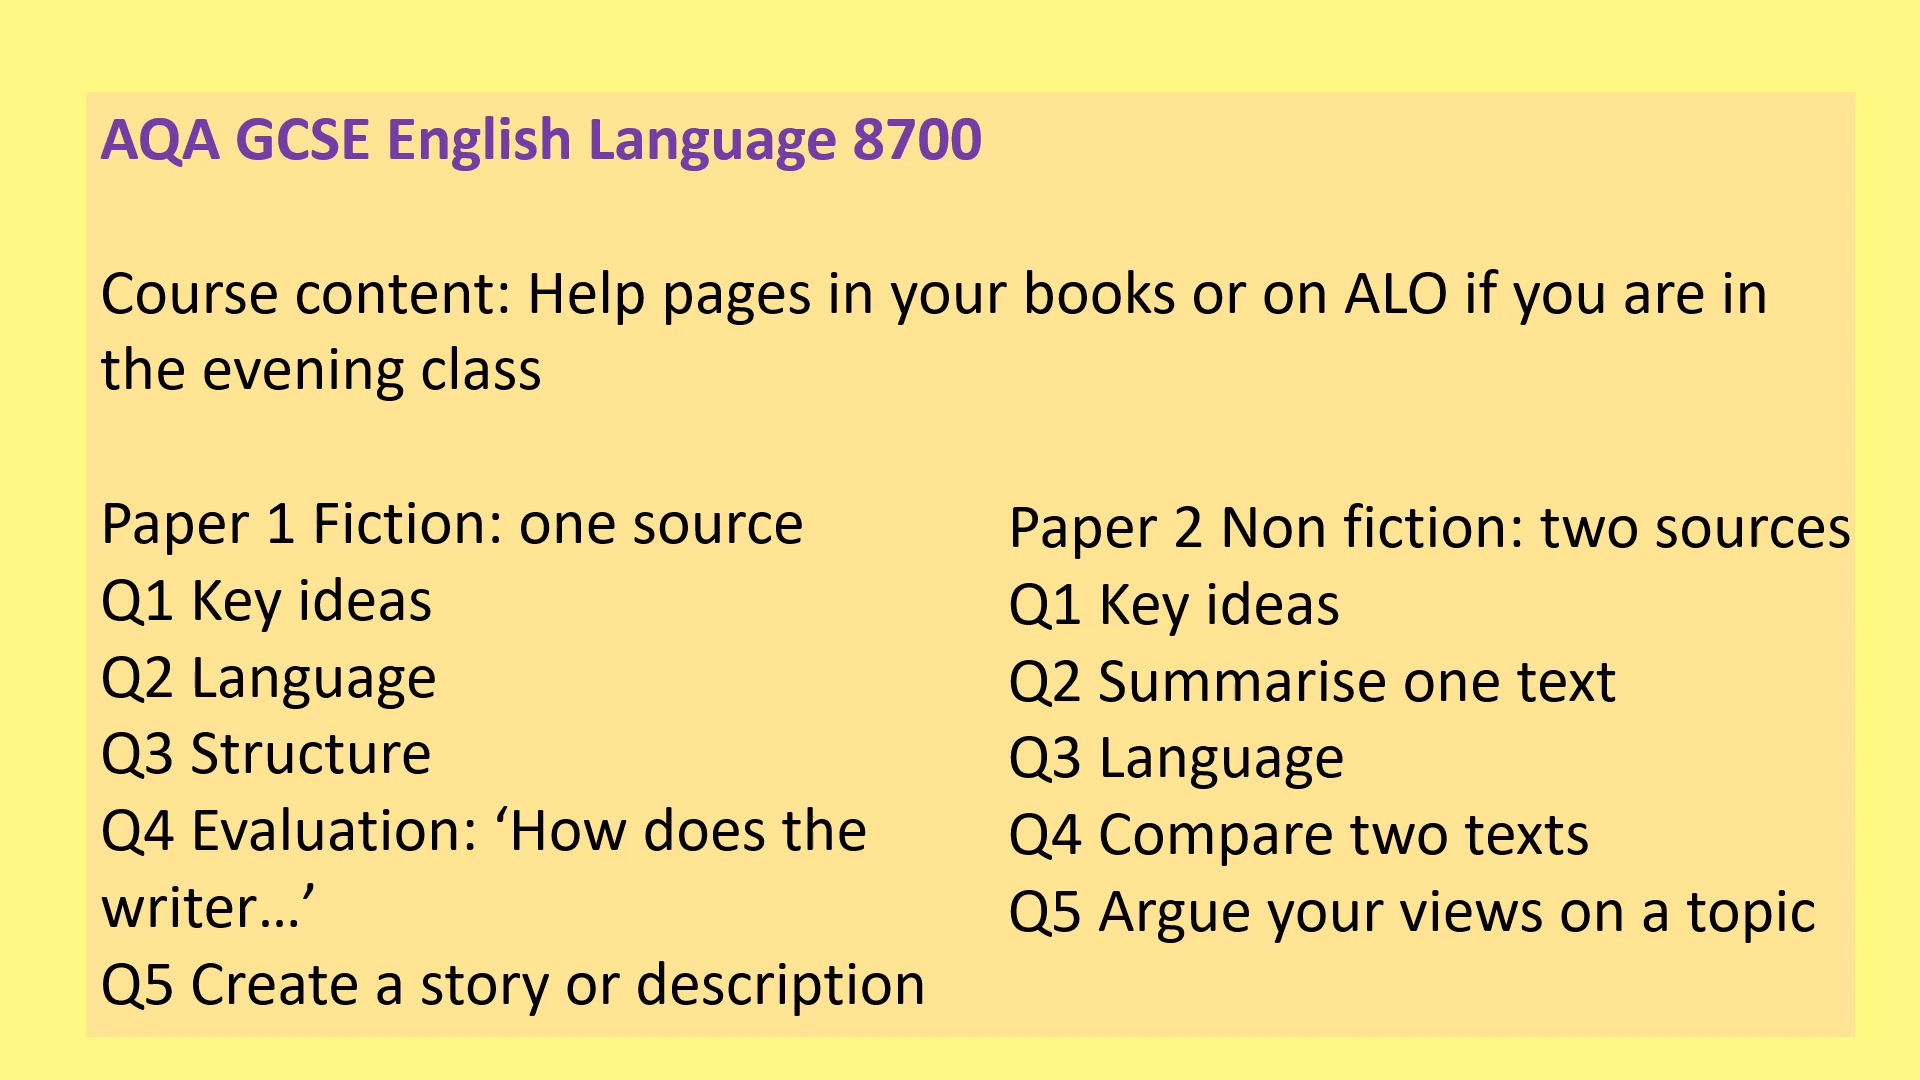 AQA GCSE English Language 8700
Course content: Help pages in your books or on ALO if you are in
the evening class
Paper 1 Fiction: one source
Q1 Key ideas
Q2 Language
Q3 Structure
Q4 Evaluation: ‘How does the
writer…’
Q5 Create a story or description
Paper 2 Non fiction: two sources
Q1 Key ideas
Q2 Summarise one text
Q3 Language
Q4 Compare two texts
Q5 Argue your views on a topic